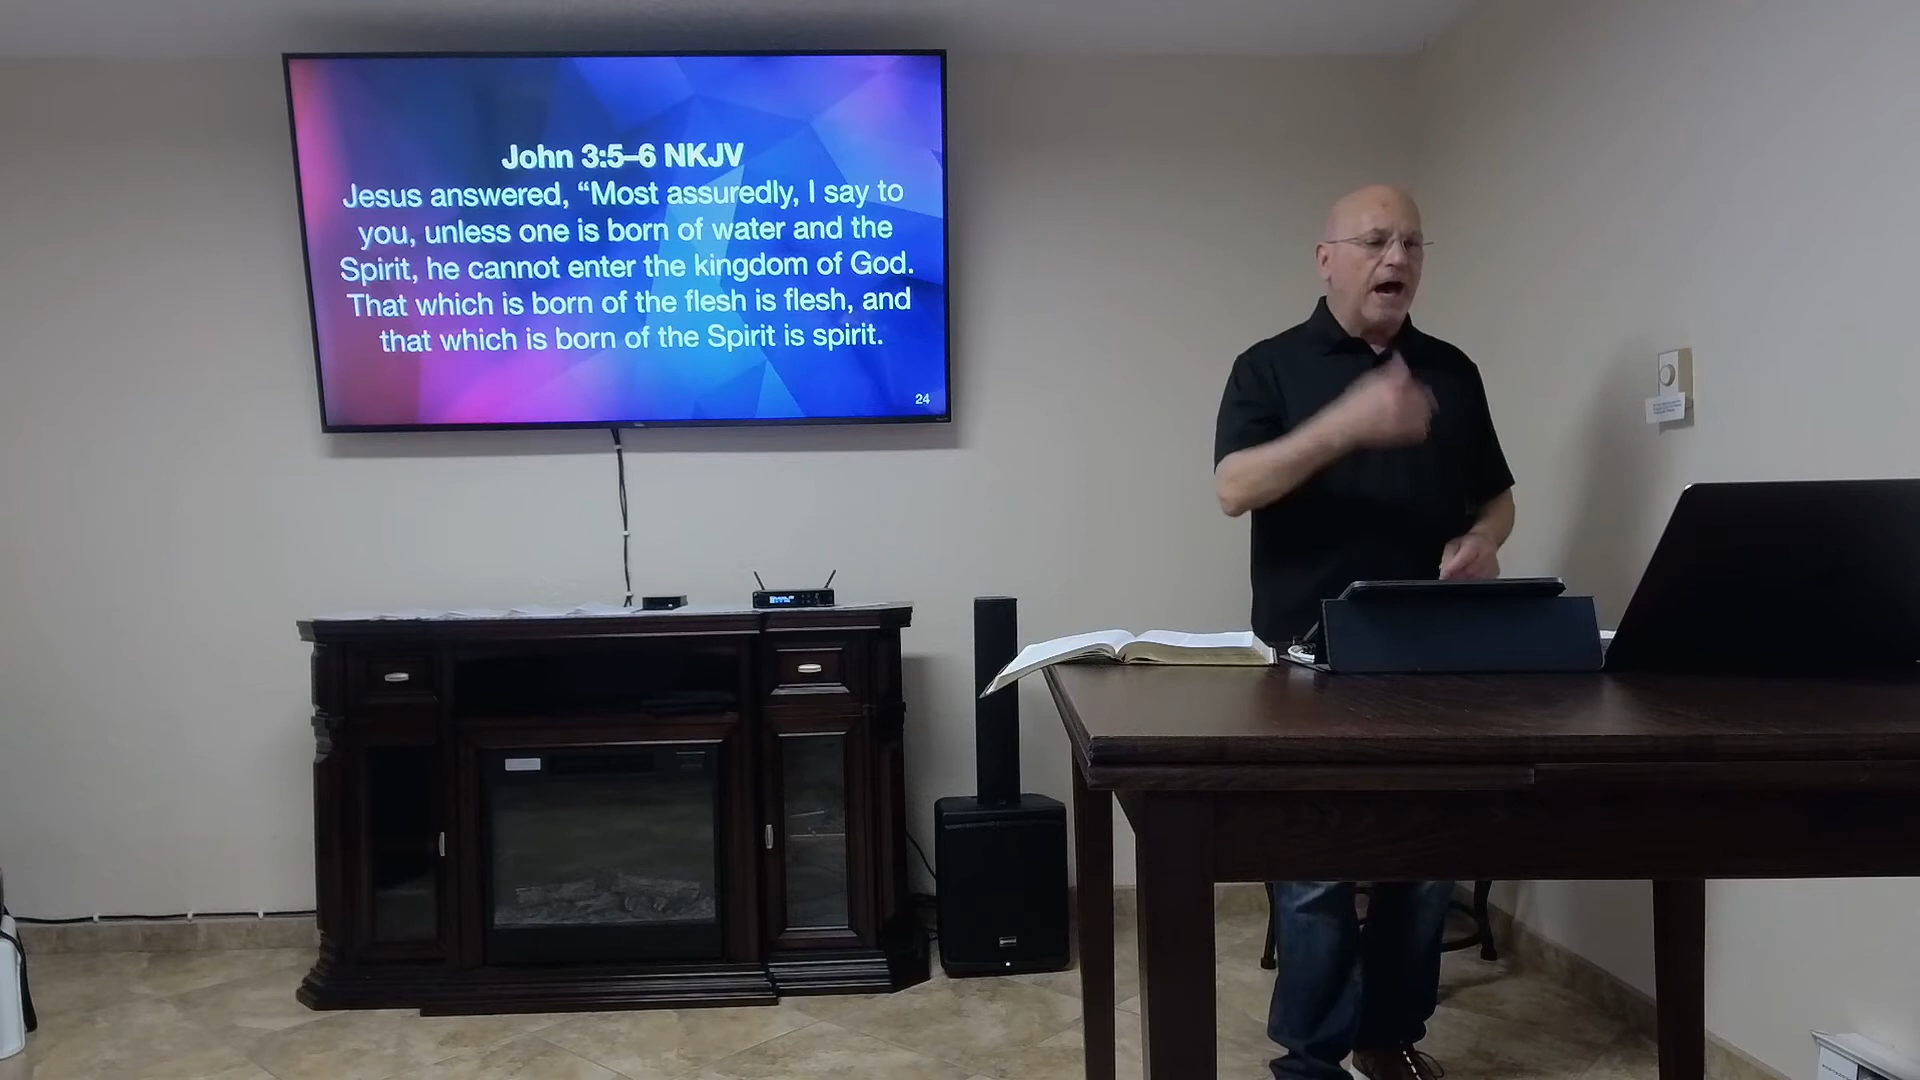 John 3:5–6 NKJV
Jesus answered, “Most assuredly, I say to
you, unless one is born of water and the
Spirit, he cannot enter the kingdom of God.
That which is born of the flesh is flesh, and
that which is born of the Spirit is spirit.
24